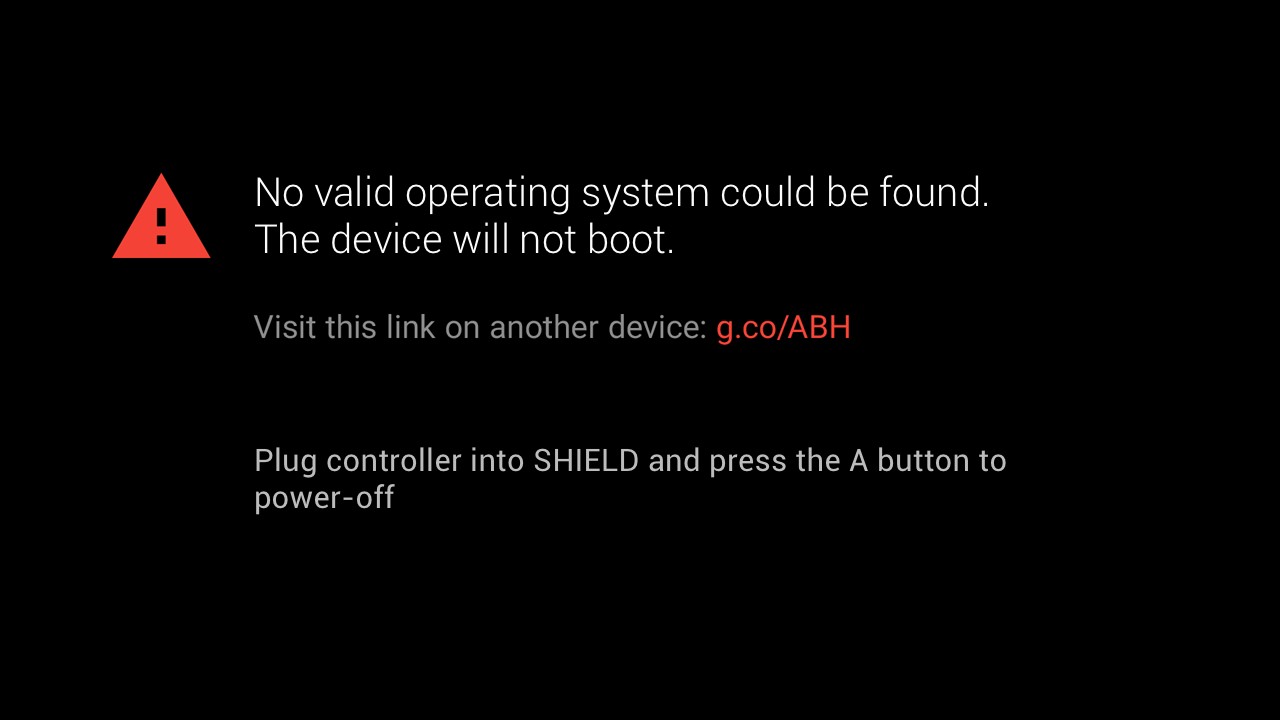 No valid operating system could be found.
The device will not boot.
Visit this link on another device: g.co/ABH
Plug controller into SHIELD and press the A button to
power-off